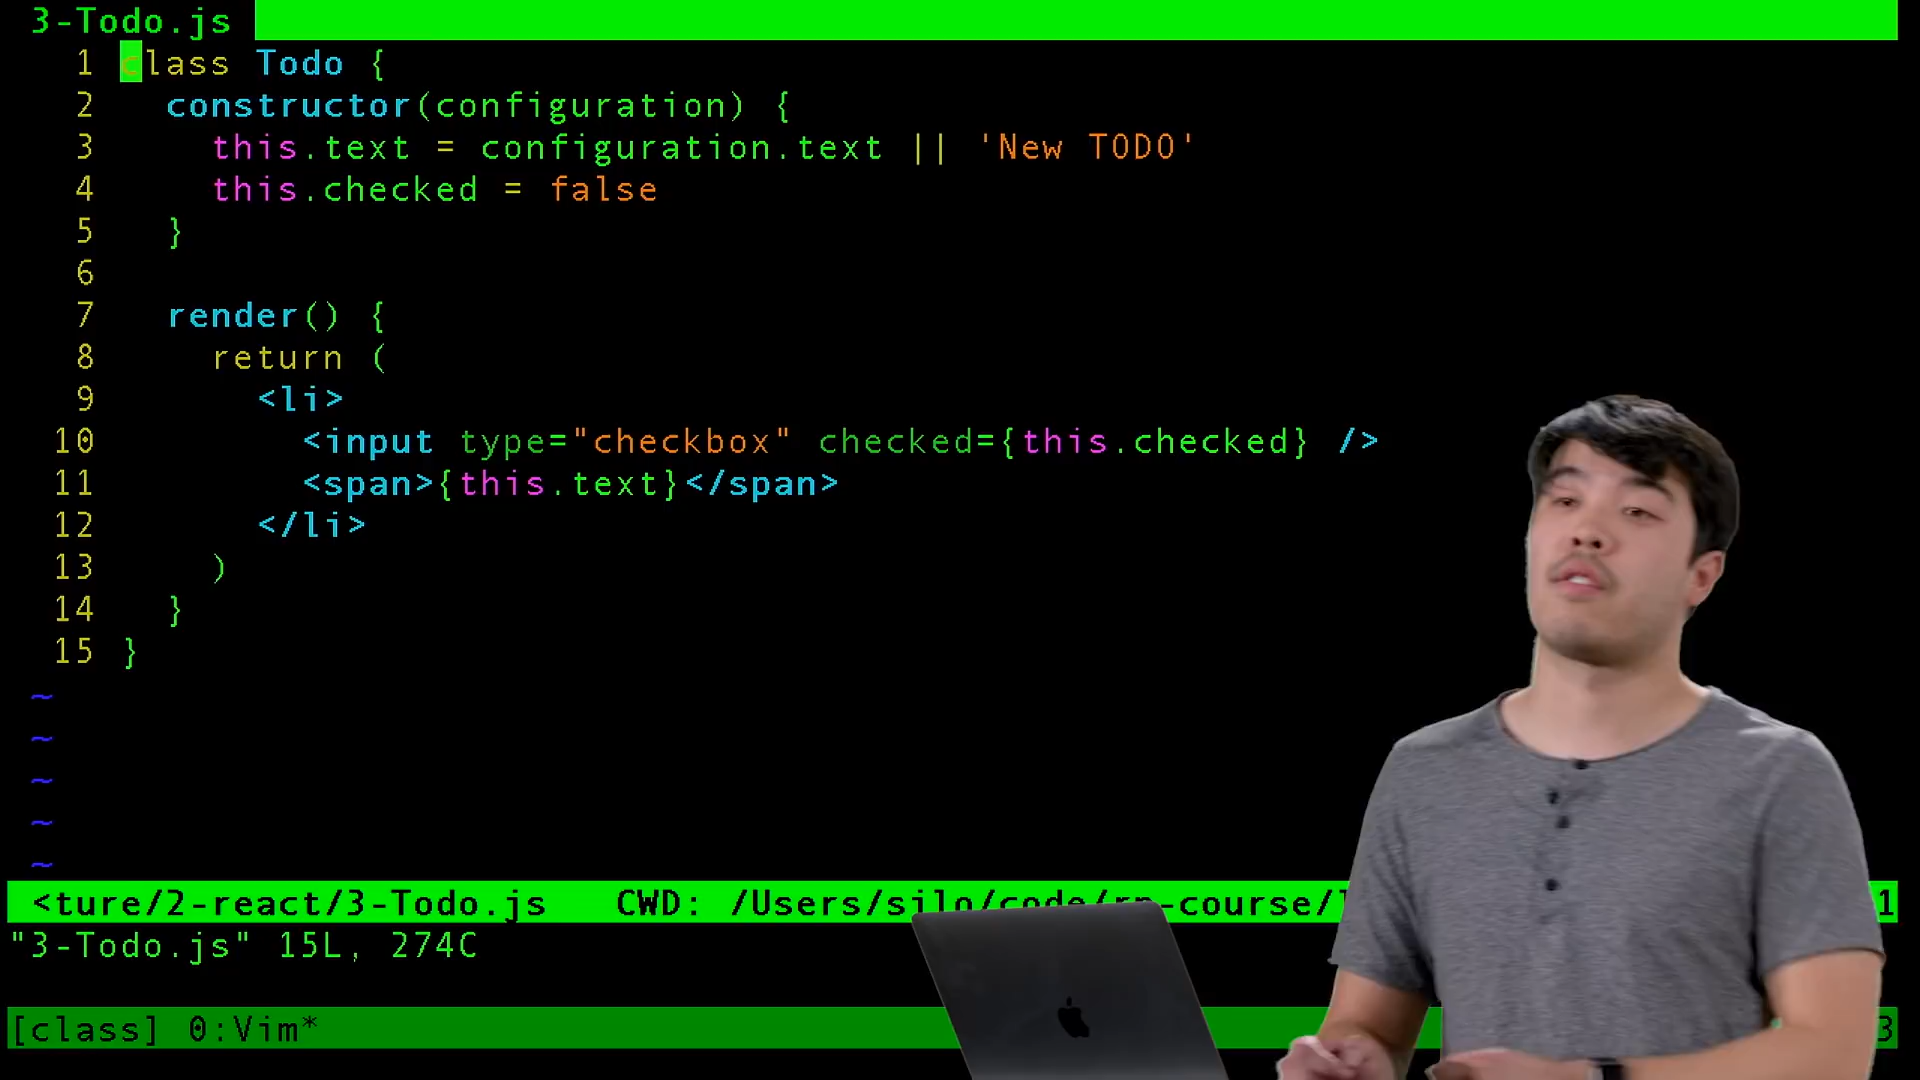 3-Todo.js
1 class Todo {
2 constructor(configuration) {
3 this.text = configuration.text || 'New TODO'
4 this.checked = false
5 }
6
7 render() {
8 return (
9 <li>
10 <input type="checkbox" checked={this.checked} />
11 <span>{this.text}</span>
12 </li>
13 )
14 }
15 }
~
~
~
~
~
<ture/2-react/3-Todo.js CWD: /Users/silo/code/rn-course/ 1
"3-Todo.js" 15L, 274C
[class] 0:Vim* 3